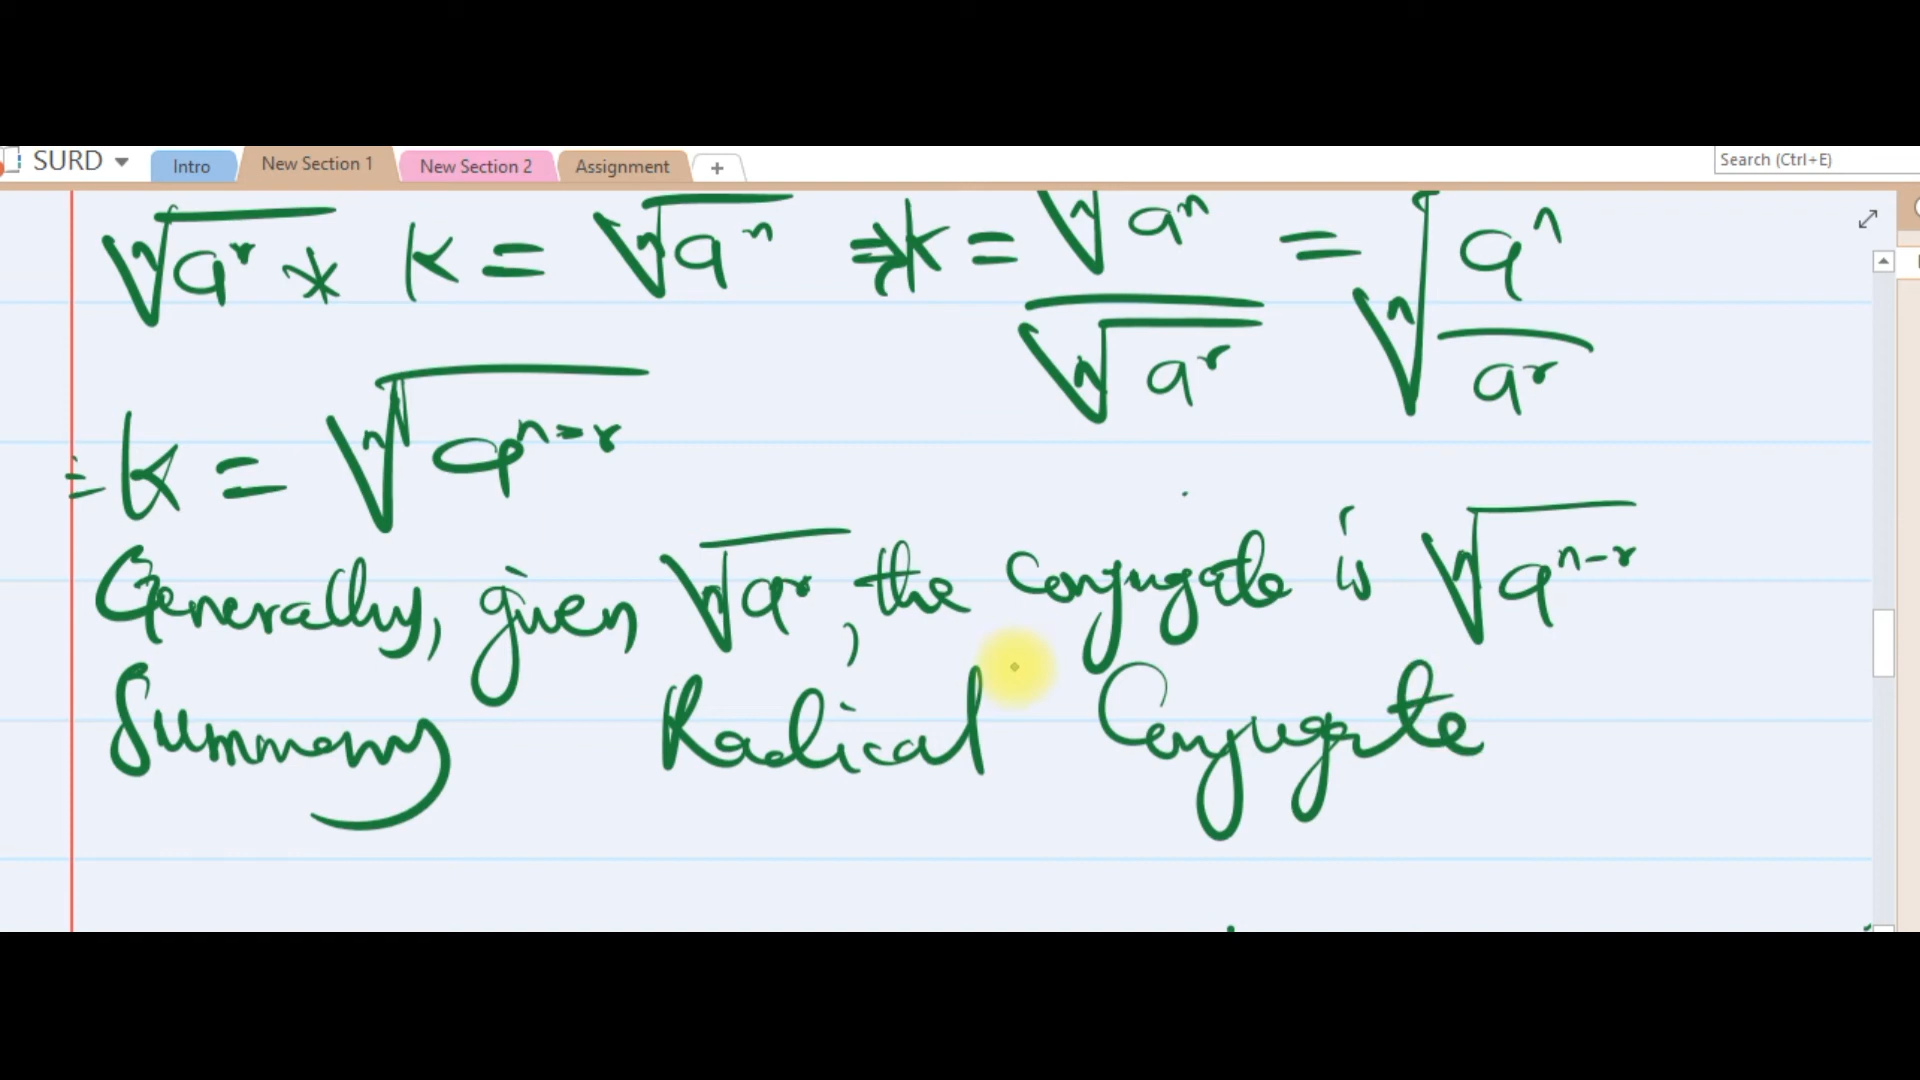 SURD Intro New Section 1 New Section 2 Assignment + Search (Ctrl+E)
ⁿ√aʳ * k = ⁿ√aⁿ ⇒ k = ⁿ√aⁿ / ⁿ√aʳ = ⁿ√(aⁿ/aʳ)
= k = ⁿ√aⁿ⁻ʳ
Generally, given ⁿ√aʳ, the conjugate is ⁿ√aⁿ⁻ʳ
Summary Radical Conjugate